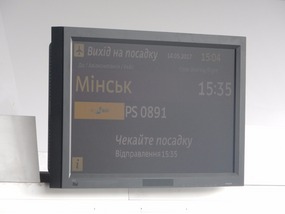 Вихід на посадку 15:04
Мінськ 15:35
PS 0891
Чекайте посадку
Відправлення 15:35
i